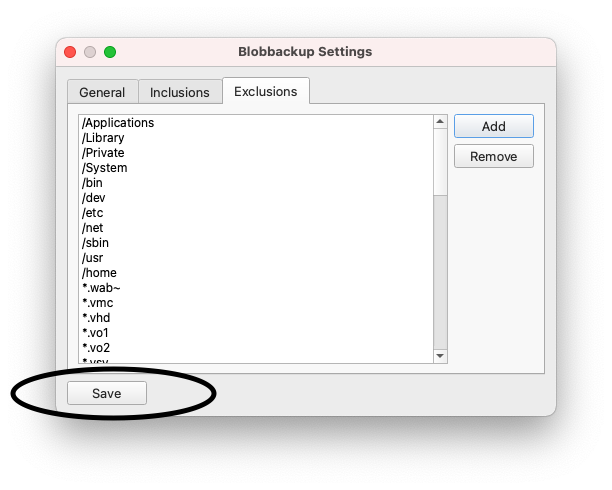 Blobbackup Settings
General Inclusions Exclusions
/Applications
/Library
/Private
/System
/bin
/dev
/etc
/net
/sbin
/usr
/home
*.wab~
*.vmc
*.vhd
*.vo1
*.vo2
Add
Remove
Save